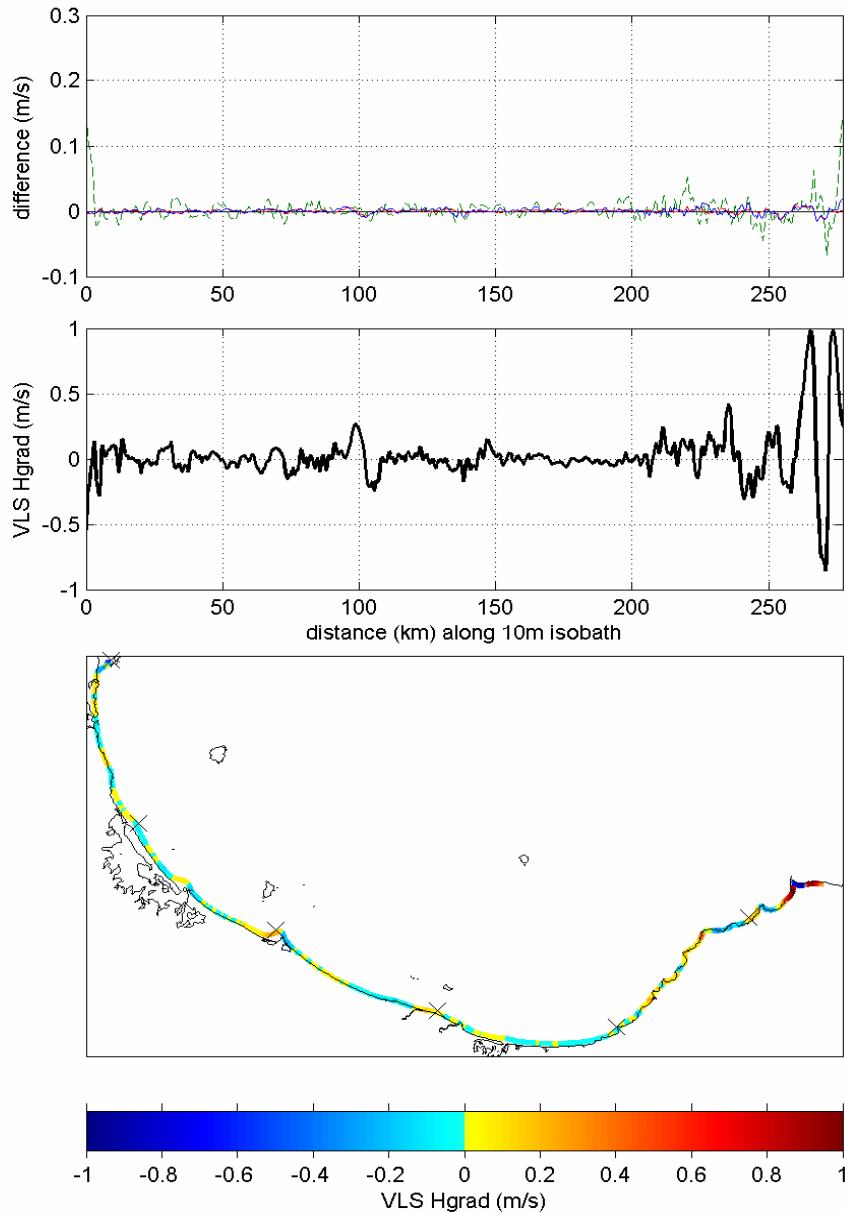 0.3
0.2
0.1
0
-0.1
difference (m/s)
0 50 100 150 200 250
1
0.5
0
-0.5
-1
VLS Hgrad (m/s)
0 50 100 150 200 250
distance (km) along 10m isobath
-1 -0.8 -0.6 -0.4 -0.2 0 0.2 0.4 0.6 0.8 1
VLS Hgrad (m/s)